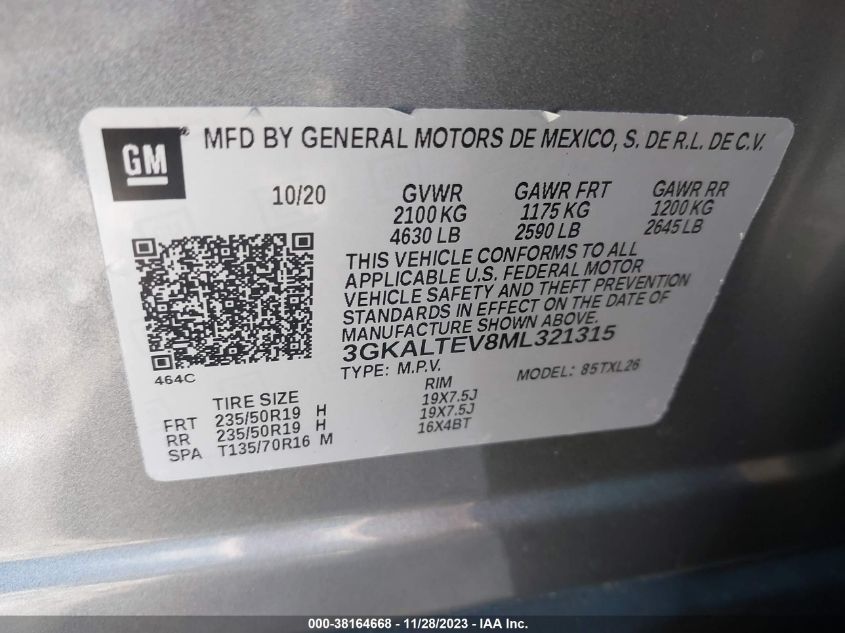 GM
MFD BY GENERAL MOTORS DE MEXICO, S. DE R.L. DE C.V.
10/20 GVWR GAWR FRT GAWR RR
2100 KG 1175 KG 1200 KG
4630 LB 2590 LB 2645 LB
THIS VEHICLE CONFORMS TO ALL
APPLICABLE U.S. FEDERAL MOTOR
VEHICLE SAFETY AND THEFT PREVENTION
STANDARDS IN EFFECT ON THE DATE OF
MANUFACTURE SHOWN ABOVE.
3GKALTEV8ML321315
TYPE: M.P.V. MODEL: 85TXL26
464C
TIRE SIZE RIM
FRT 235/50R19 H 19X7.5J
RR 235/50R19 H 19X7.5J
SPA T135/70R16 M 16X4BT
000-38164668 | 11/28/2023 | IAA Inc.